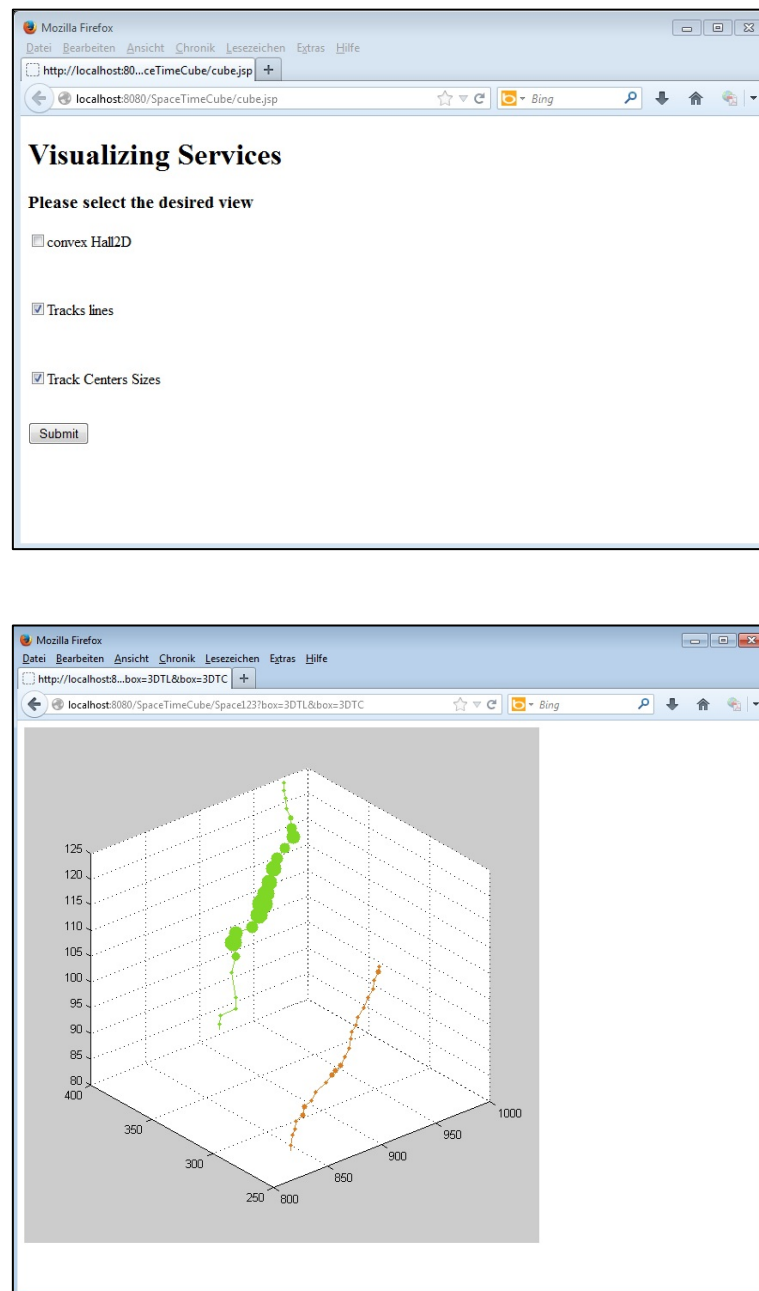 Mozilla Firefox
Datei Bearbeiten Ansicht Chronik Lesezeichen Extras Hilfe
http://localhost:80...ceTimeCube/cube.jsp +
localhost:8080/SpaceTimeCube/cube.jsp Bing
Visualizing Services
Please select the desired view
convex Hall2D
Tracks lines
Track Centers Sizes
Submit
Mozilla Firefox
Datei Bearbeiten Ansicht Chronik Lesezeichen Extras Hilfe
http://localhost:8...box=3DTL&box=3DTC +
localhost:8080/SpaceTimeCube/Space123?box=3DTL&box=3DTC Bing
125
120
115
110
105
100
95
90
85
80
400
350
300
250
800
850
900
950
1000